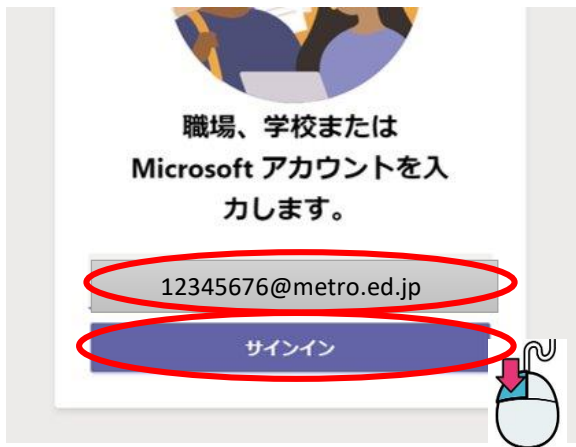 職場、学校または
Microsoft アカウントを入
力します。
12345676@metro.ed.jp
サインイン